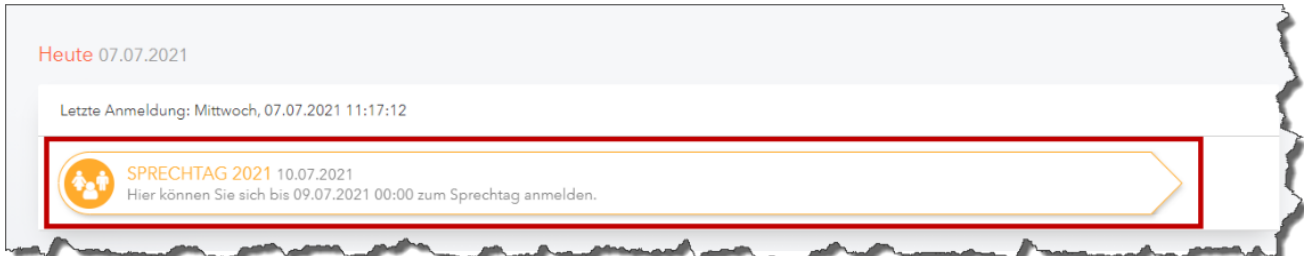 Heute 07.07.2021
Letzte Anmeldung: Mittwoch, 07.07.2021 11:17:12
SPRECHTAG 2021 10.07.2021
Hier können Sie sich bis 09.07.2021 00:00 zum Sprechtag anmelden.